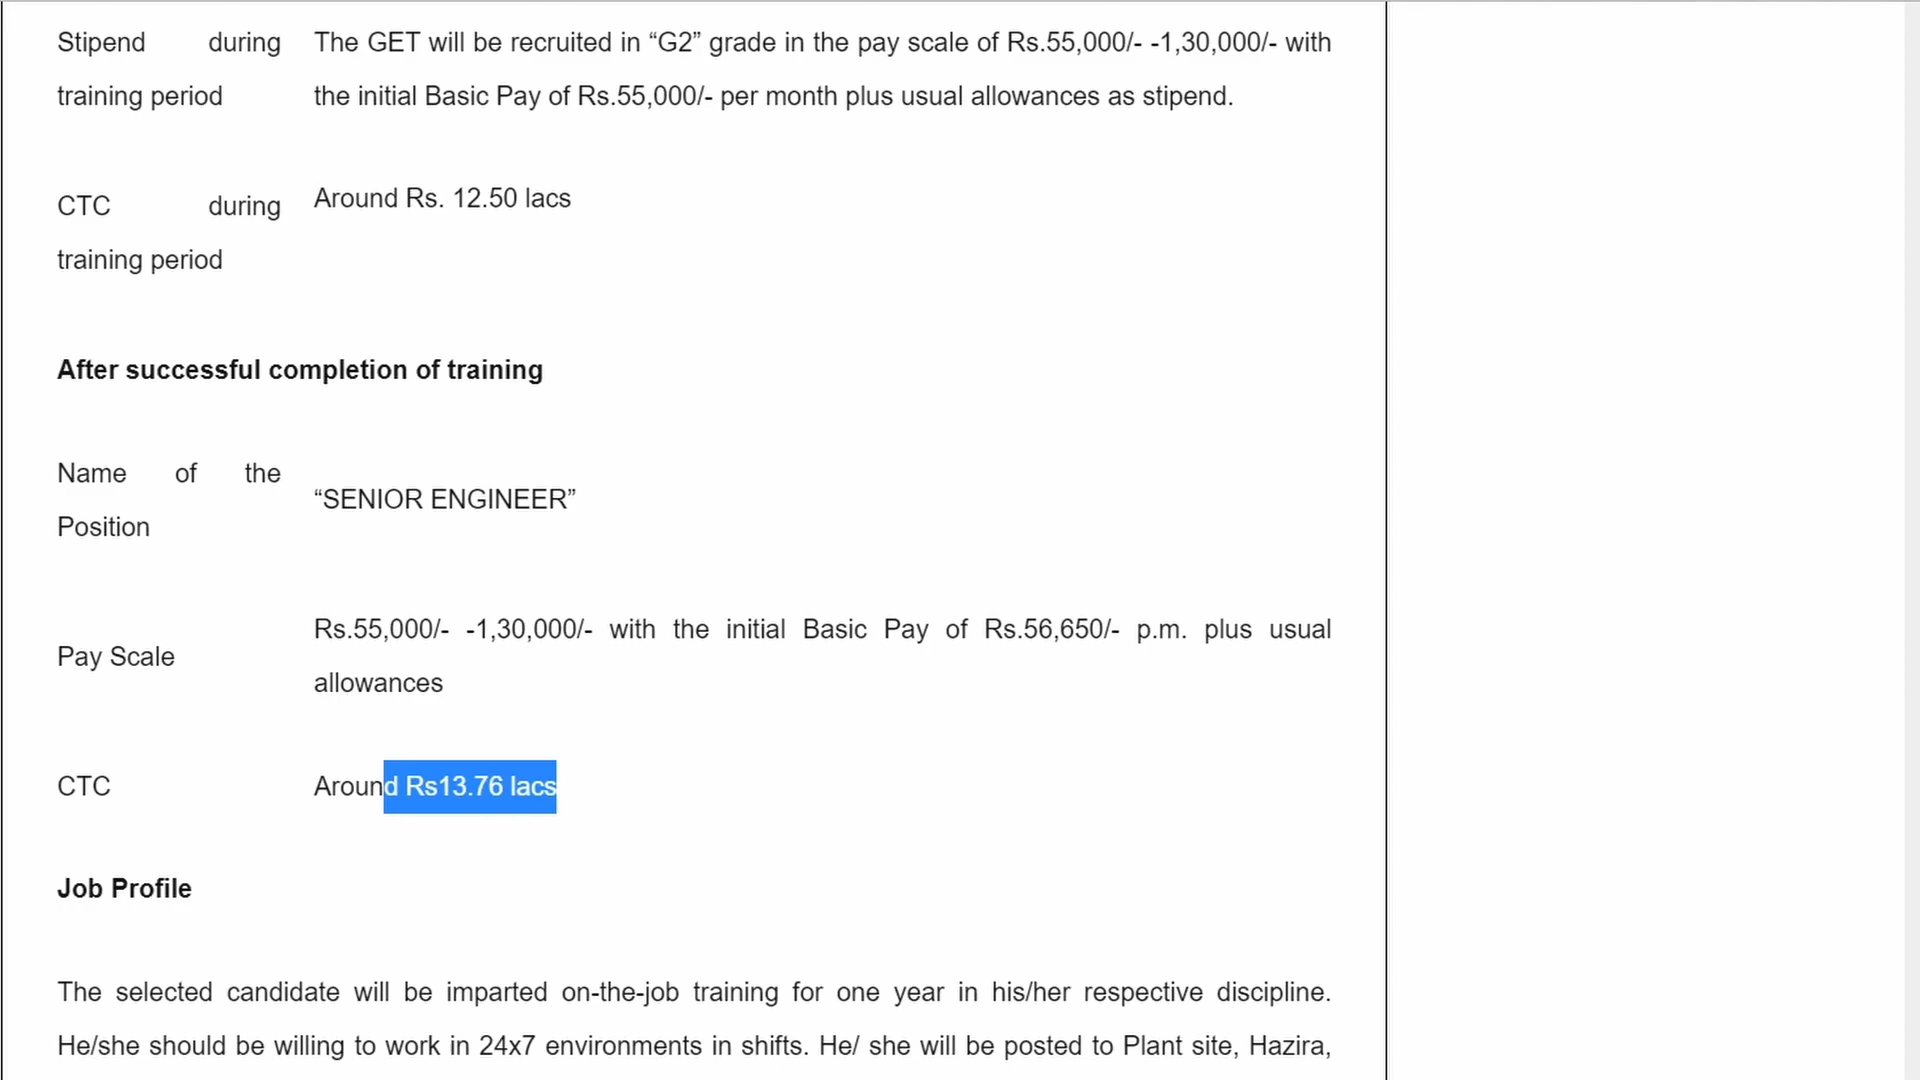 Stipend during The GET will be recruited in “G2” grade in the pay scale of Rs.55,000/- -1,30,000/- with
training period the initial Basic Pay of Rs.55,000/- per month plus usual allowances as stipend.
CTC during Around Rs. 12.50 lacs
training period
After successful completion of training
Name of the
Position
“SENIOR ENGINEER”
Pay Scale
Rs.55,000/- -1,30,000/- with the initial Basic Pay of Rs.56,650/- p.m. plus usual
allowances
CTC Around Rs13.76 lacs
Job Profile
The selected candidate will be imparted on-the-job training for one year in his/her respective discipline.
He/she should be willing to work in 24x7 environments in shifts. He/ she will be posted to Plant site, Hazira,